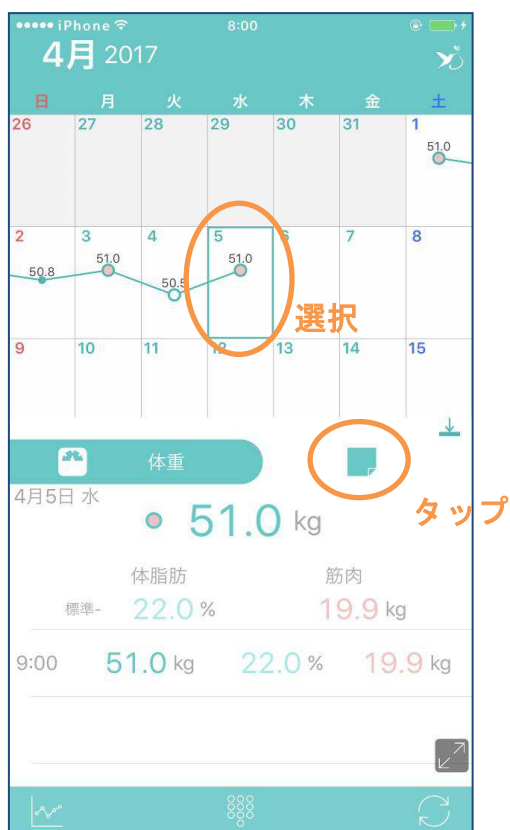 iPhone 8:00
4月 2017
日 月 火 水 木 金 土
26 27 28 29 30 31 1
51.0
2 3 4 5 6 7 8
50.8 51.0 50.5 51.0
選択
9 10 11 12 13 14 15
体重
4月5日 水
タップ
51.0 kg
体脂肪 筋肉
標準- 22.0 % 19.9 kg
9:00 51.0 kg 22.0 % 19.9 kg